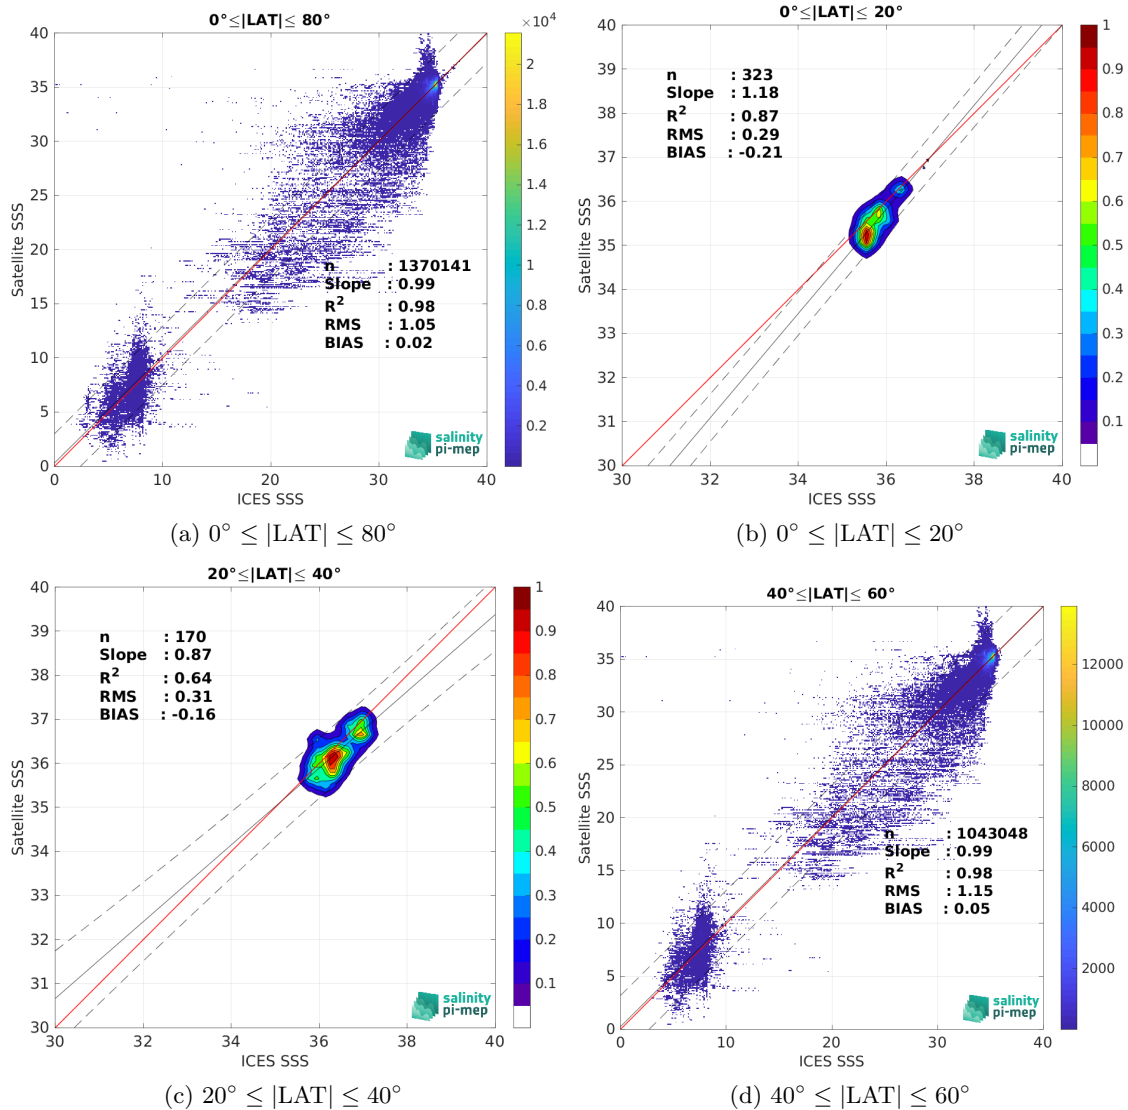 0°≤|LAT|≤ 80°
×10⁴
40
35
30
25
20
15
10
5
0
Satellite SSS
n : 1370141
Slope : 0.99
R² : 0.98
RMS : 1.05
BIAS : 0.02
salinity
pi-mep
0 10 20 30 40
ICES SSS
2
1.8
1.6
1.4
1.2
1
0.8
0.6
0.4
0.2
(a) 0° ≤ |LAT| ≤ 80°
0°≤|LAT|≤ 20°
40
39
38
37
36
35
34
33
32
31
30
Satellite SSS
n : 323
Slope : 1.18
R² : 0.87
RMS : 0.29
BIAS : -0.21
salinity
pi-mep
30 32 34 36 38 40
ICES SSS
1
0.9
0.8
0.7
0.6
0.5
0.4
0.3
0.2
0.1
(b) 0° ≤ |LAT| ≤ 20°
20°≤|LAT|≤ 40°
40
39
38
37
36
35
34
33
32
31
30
Satellite SSS
n : 170
Slope : 0.87
R² : 0.64
RMS : 0.31
BIAS : -0.16
salinity
pi-mep
30 32 34 36 38 40
ICES SSS
1
0.9
0.8
0.7
0.6
0.5
0.4
0.3
0.2
0.1
(c) 20° ≤ |LAT| ≤ 40°
40°≤|LAT|≤ 60°
40
35
30
25
20
15
10
5
0
Satellite SSS
n : 1043048
Slope : 0.99
R² : 0.98
RMS : 1.15
BIAS : 0.05
salinity
pi-mep
0 10 20 30 40
ICES SSS
12000
10000
8000
6000
4000
2000
(d) 40° ≤ |LAT| ≤ 60°